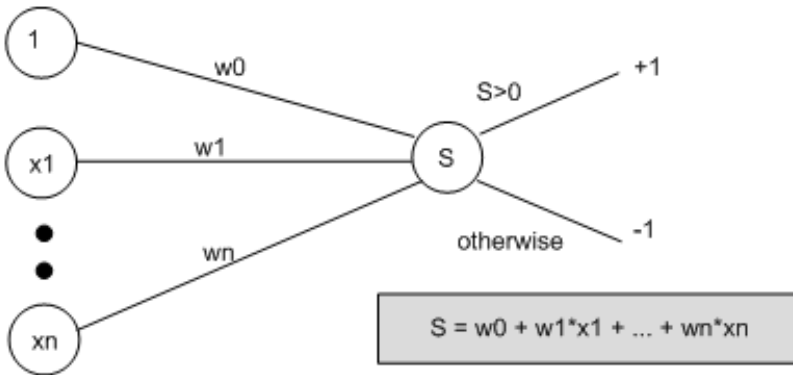 1
w0
S>0
+1
x1
w1
S
wn
otherwise
-1
xn
S = w0 + w1*x1 + ... + wn*xn